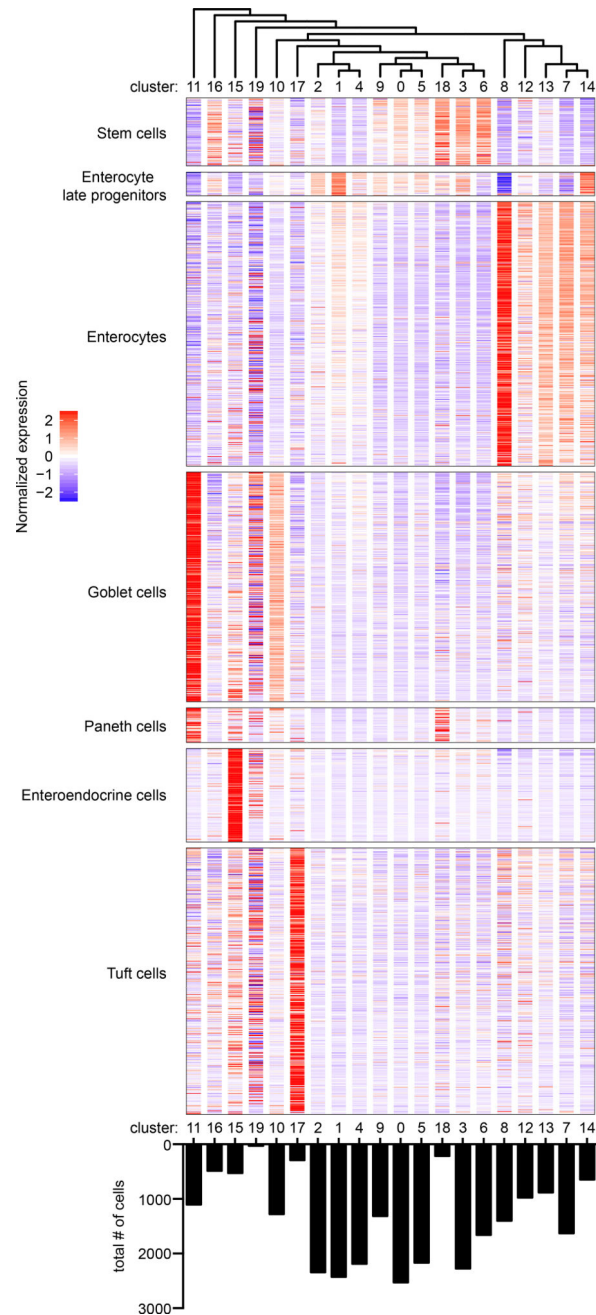 cluster: 11 16 15 19 10 17 2 1 4 9 0 5 18 3 6 8 12 13 7 14
Stem cells
Enterocyte
late progenitors
Enterocytes
Normalized expression
2
1
0
−1
−2
Goblet cells
Paneth cells
Enteroendocrine cells
Tuft cells
cluster: 11 16 15 19 10 17 2 1 4 9 0 5 18 3 6 8 12 13 7 14
total # of cells
0
1000
2000
3000